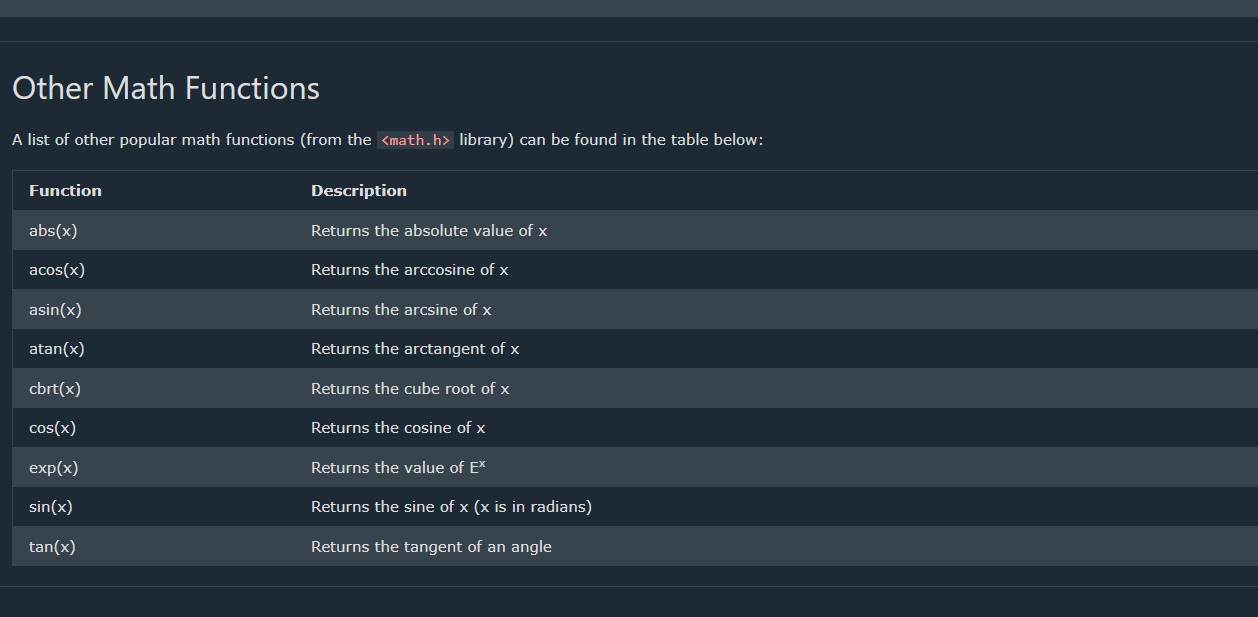 Other Math Functions
A list of other popular math functions (from the <math.h> library) can be found in the table below:
Function Description
abs(x) Returns the absolute value of x
acos(x) Returns the arccosine of x
asin(x) Returns the arcsine of x
atan(x) Returns the arctangent of x
cbrt(x) Returns the cube root of x
cos(x) Returns the cosine of x
exp(x) Returns the value of Eˣ
sin(x) Returns the sine of x (x is in radians)
tan(x) Returns the tangent of an angle